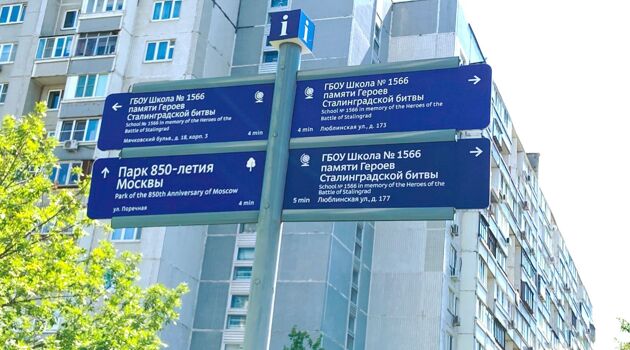 i i
← ГБОУ Школа № 1566
памяти Героев
Сталинградской битвы
School № 1566 in memory of the Heroes of the
Battle of Stalingrad
Мячковский бульв., д. 18, корп. 3
4 min
ГБОУ Школа № 1566 →
памяти Героев
Сталинградской битвы
School № 1566 in memory of the Heroes of the
Battle of Stalingrad
4 min Люблинская ул., д. 173
↑ Парк 850-летия
Москвы
Park of the 850th Anniversary of Moscow
ул. Поречная 4 min
ГБОУ Школа № 1566 →
памяти Героев
Сталинградской битвы
School № 1566 in memory of the Heroes of the
Battle of Stalingrad
5 min Люблинская ул., д. 177